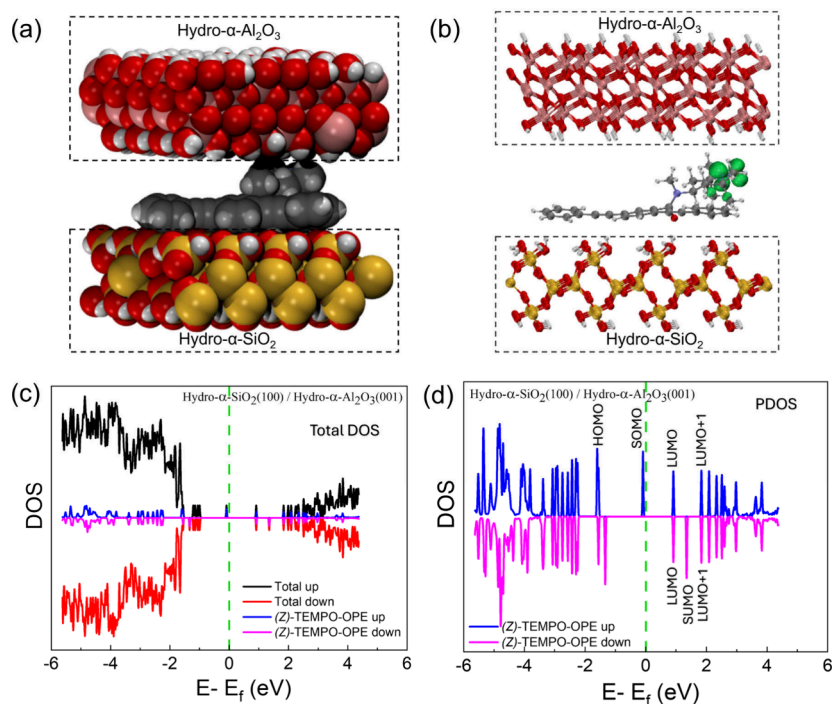 (a)
Hydro-α-Al₂O₃
Hydro-α-SiO₂
(b)
Hydro-α-Al₂O₃
Hydro-α-SiO₂
(c)
Hydro-α-SiO₂(100) / Hydro-α-Al₂O₃(001)
Total DOS
DOS
Total up
Total down
(Z)-TEMPO-OPE up
(Z)-TEMPO-OPE down
-6 -4 -2 0 2 4 6
E- E_f (eV)
(d)
Hydro-α-SiO₂(100) / Hydro-α-Al₂O₃(001)
PDOS
HOMO
SOMO
LUMO
LUMO+1
DOS
LUMO
SUMO
LUMO+1
(Z)-TEMPO-OPE up
(Z)-TEMPO-OPE down
-6 -4 -2 0 2 4 6
E- E_f (eV)